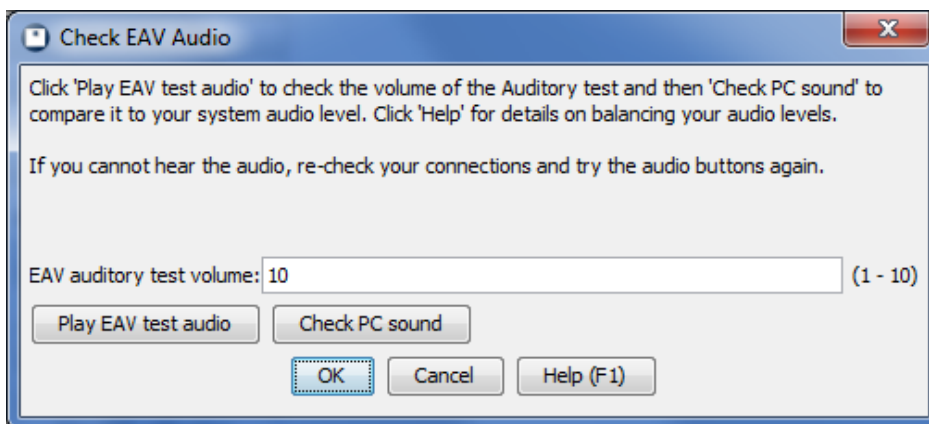 Check EAV Audio
Click 'Play EAV test audio' to check the volume of the Auditory test and then 'Check PC sound' to
compare it to your system audio level. Click 'Help' for details on balancing your audio levels.
If you cannot hear the audio, re-check your connections and try the audio buttons again.
EAV auditory test volume: 10 (1 - 10)
Play EAV test audio Check PC sound
OK Cancel Help (F1)